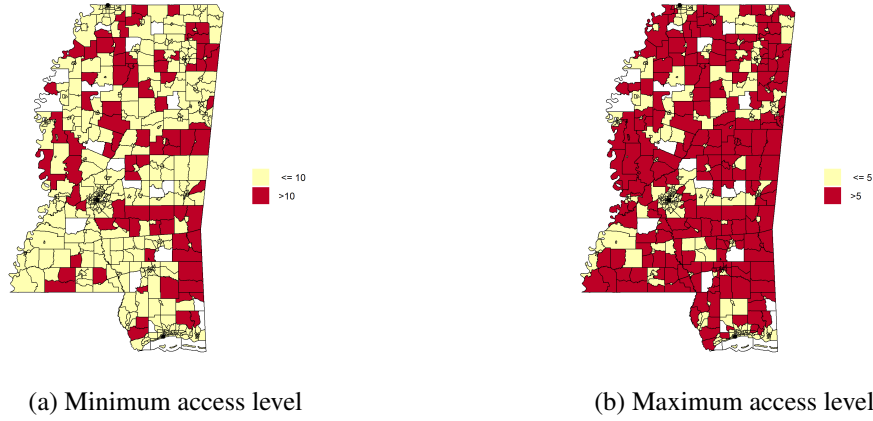 <= 10
>10
<= 5
>5
(a) Minimum access level
(b) Maximum access level